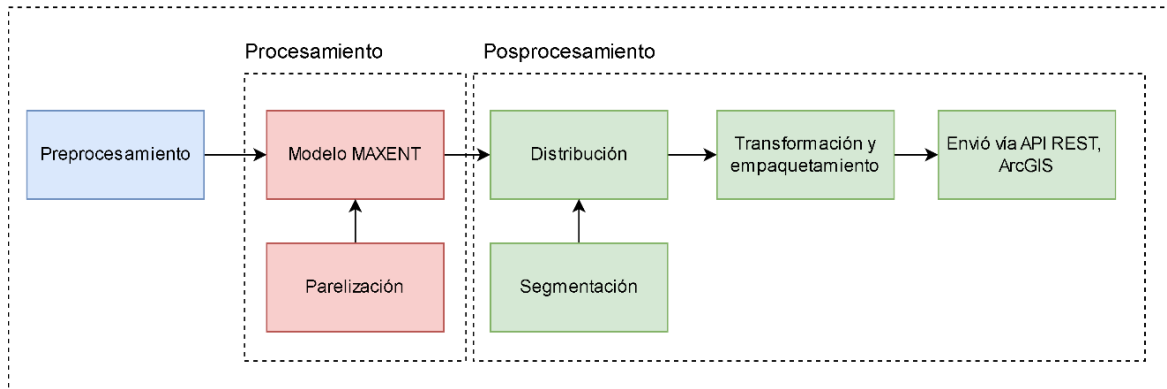 Procesamiento
Posprocesamiento
Preprocesamiento
Modelo MAXENT
Distribución
Transformación y
empaquetamiento
Envió vía API REST,
ArcGIS
Parelización
Segmentación